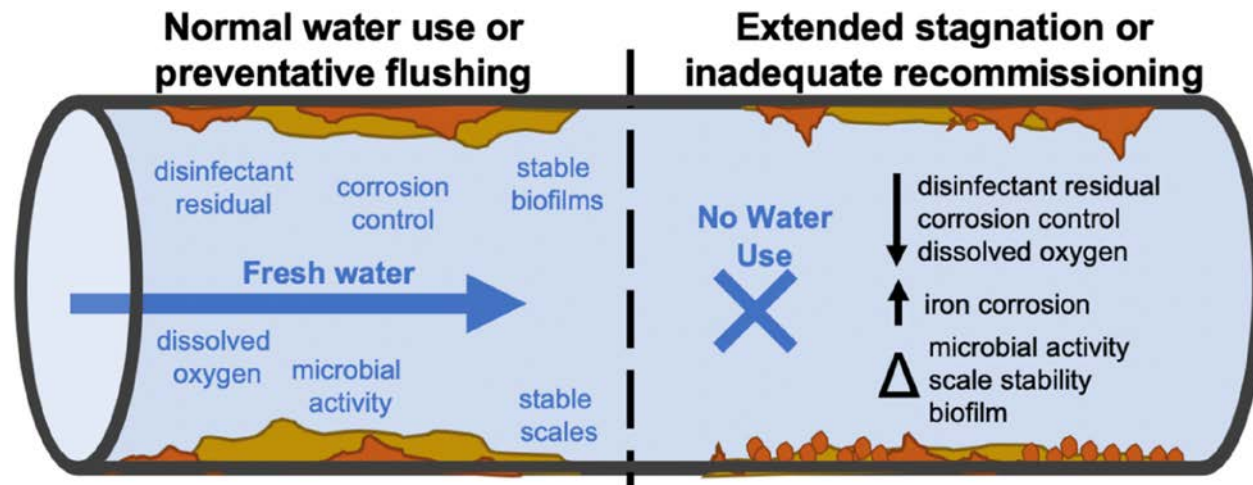 Normal water use or
preventative flushing
Extended stagnation or
inadequate recommissioning
disinfectant
residual
corrosion
control
stable
biofilms
Fresh water
dissolved
oxygen
microbial
activity
stable
scales
No Water
Use
disinfectant residual
corrosion control
dissolved oxygen
iron corrosion
Δ
microbial activity
scale stability
biofilm